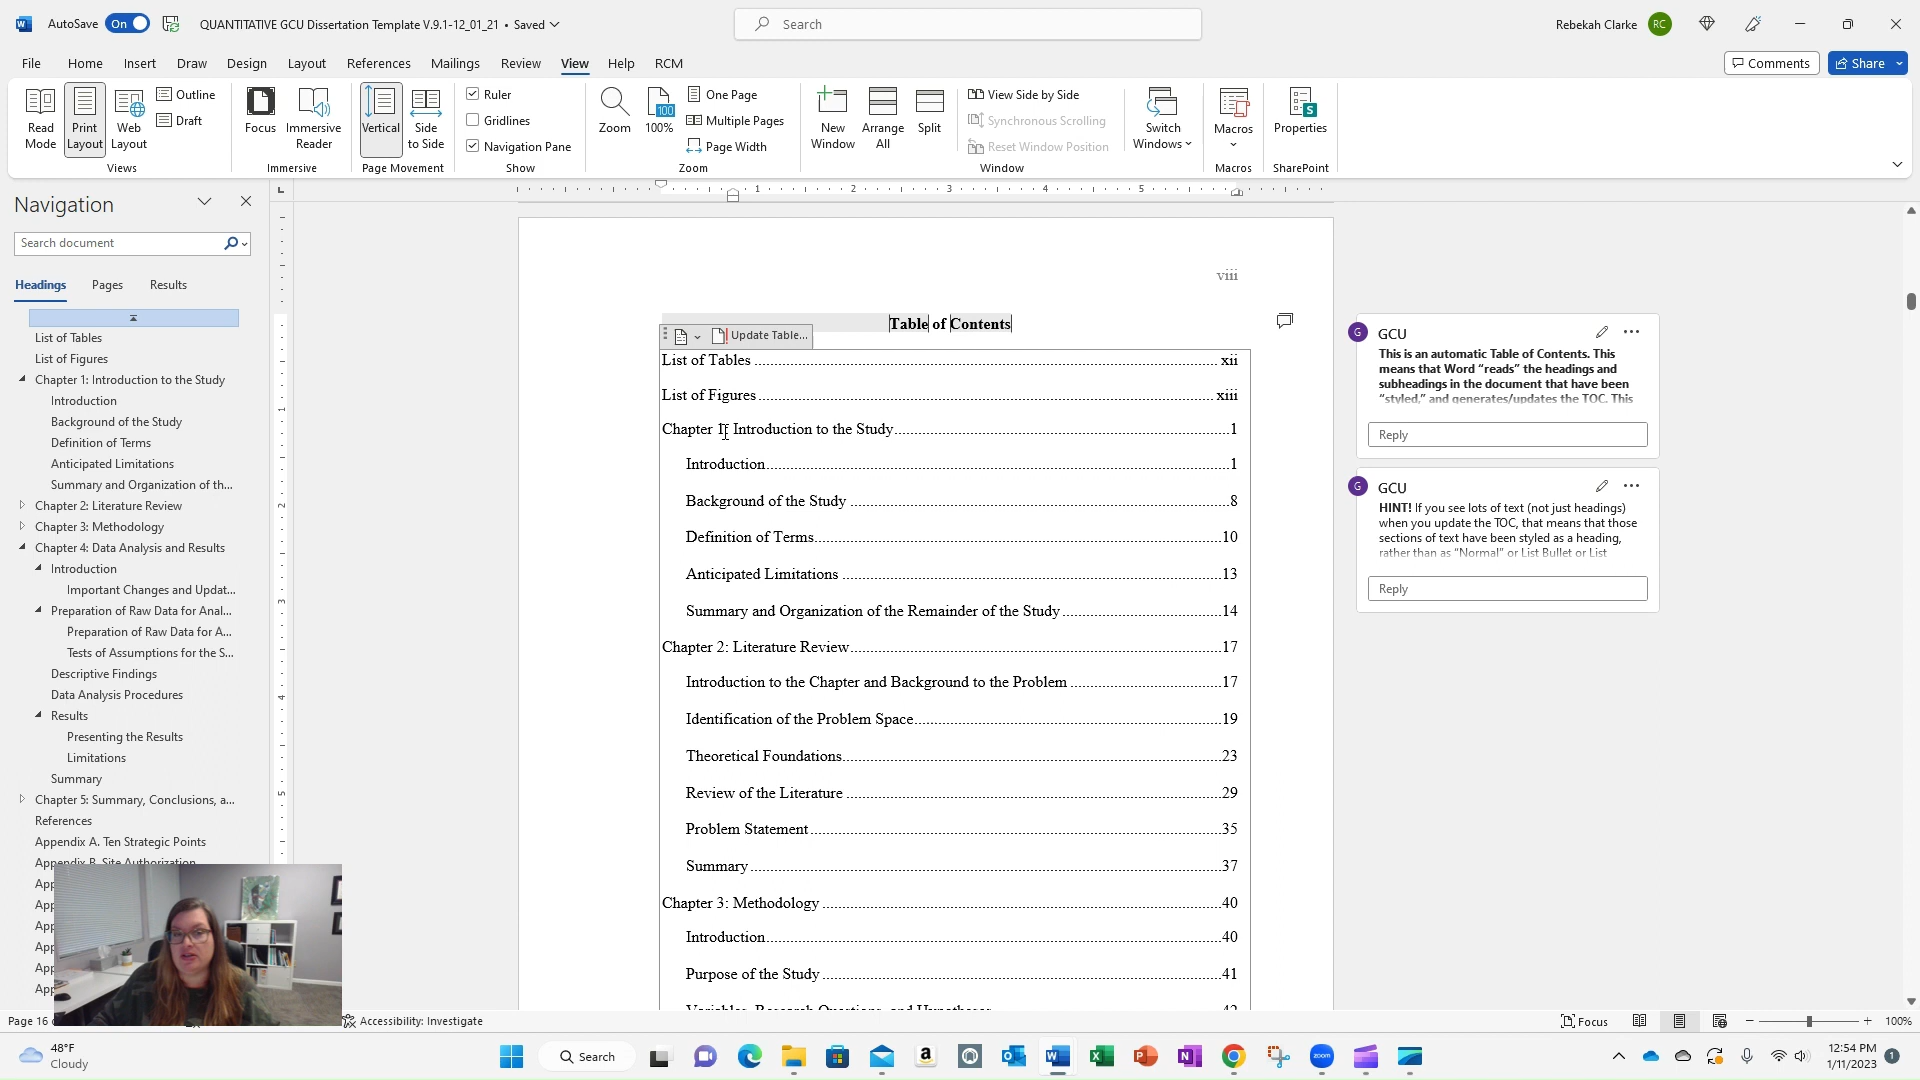 AutoSave On QUANTITATIVE GCU Dissertation Template V.9.1-12_01_21 • Saved Search Rebekah Clarke RC
File Home Insert Draw Design Layout References Mailings Review View Help RCM Comments Share
Read Mode
Print Layout
Web Layout
Outline
Draft
Views
Focus
Immersive Reader
Immersive
Vertical
Side to Side
Page Movement
Ruler
Gridlines
Navigation Pane
Show
Zoom
100
100%
One Page
Multiple Pages
Page Width
Zoom
New Window
Arrange All
Split
View Side by Side
Synchronous Scrolling
Reset Window Position
Window
Switch Windows
Macros
Macros
S
Properties
SharePoint
Navigation
Search document
Headings Pages Results
List of Tables
List of Figures
Chapter 1: Introduction to the Study
Introduction
Background of the Study
Definition of Terms
Anticipated Limitations
Summary and Organization of th...
Chapter 2: Literature Review
Chapter 3: Methodology
Chapter 4: Data Analysis and Results
Introduction
Important Changes and Updat...
Preparation of Raw Data for Anal...
Preparation of Raw Data for A...
Tests of Assumptions for the S...
Descriptive Findings
Data Analysis Procedures
Results
Presenting the Results
Limitations
Summary
Chapter 5: Summary, Conclusions, a...
References
Appendix A. Ten Strategic Points
Appendix B. Site Authorization
App
App
App
App
App
App
L 1 2 3 4 5
1
2
3
4
5
viii
Table of Contents
Update Table...
List of Tables xii
List of Figures xiii
Chapter 1: Introduction to the Study 1
Introduction 1
Background of the Study 8
Definition of Terms 10
Anticipated Limitations 13
Summary and Organization of the Remainder of the Study 14
Chapter 2: Literature Review 17
Introduction to the Chapter and Background to the Problem 17
Identification of the Problem Space 19
Theoretical Foundations 23
Review of the Literature 29
Problem Statement 35
Summary 37
Chapter 3: Methodology 40
Introduction 40
Purpose of the Study 41
Variables, Research Questions, and Hypotheses 42
G GCU
This is an automatic Table of Contents. This
means that Word “reads” the headings and
subheadings in the document that have been
“styled,” and generates/updates the TOC. This
Reply
G GCU
HINT! If you see lots of text (not just headings)
when you update the TOC, that means that those
sections of text have been styled as a heading,
rather than as “Normal” or List Bullet or List
Reply
Page 16 Accessibility: Investigate Focus 100%
48°F
Cloudy
Search
zoom
12:54 PM
1/11/2023
1